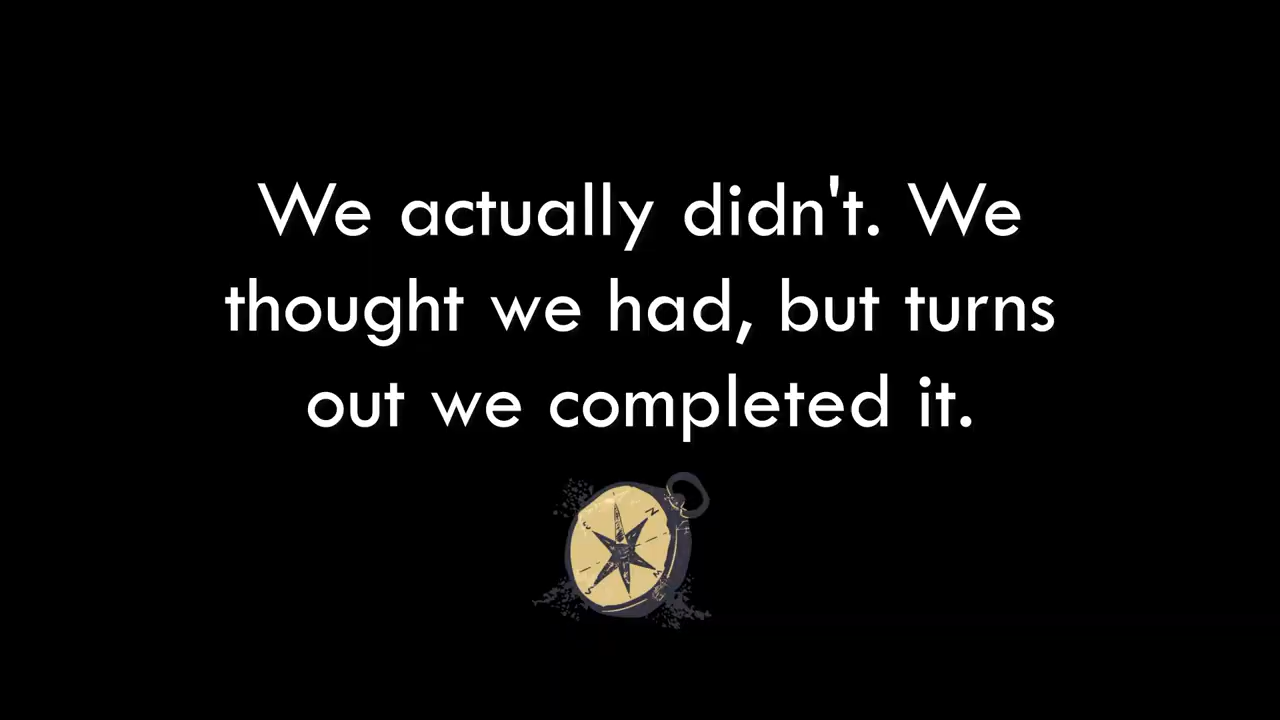 We actually didn't. We
thought we had, but turns
out we completed it.